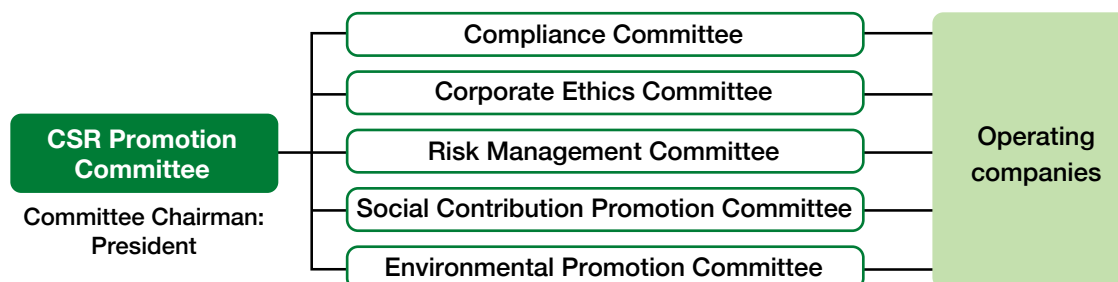 CSR Promotion
Committee
Committee Chairman:
President
Compliance Committee
Corporate Ethics Committee
Risk Management Committee
Social Contribution Promotion Committee
Environmental Promotion Committee
Operating
companies